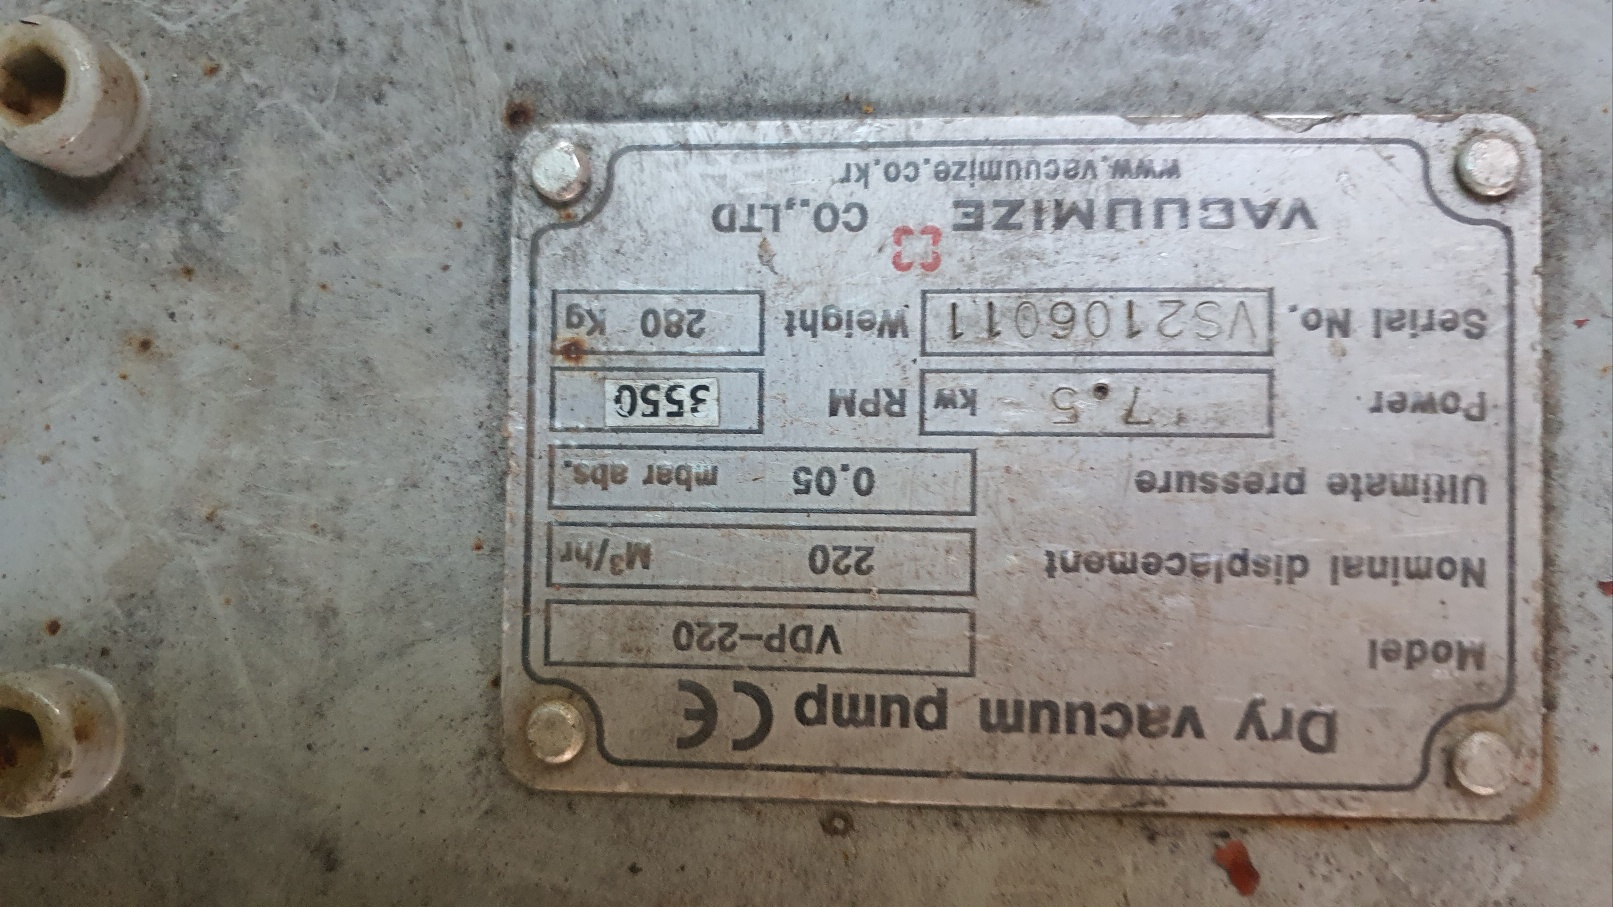 Dry vacuum pump CE
Model VDP-220
Nominal displacement 220 M³/hr
Ultimate pressure 0.05 mbar abs.
Power 7.5 kw RPM 3550
Serial No. VS2106011 Weight 280 Kg
VACUUMIZE CO.,LTD
www.vacuumize.co.kr